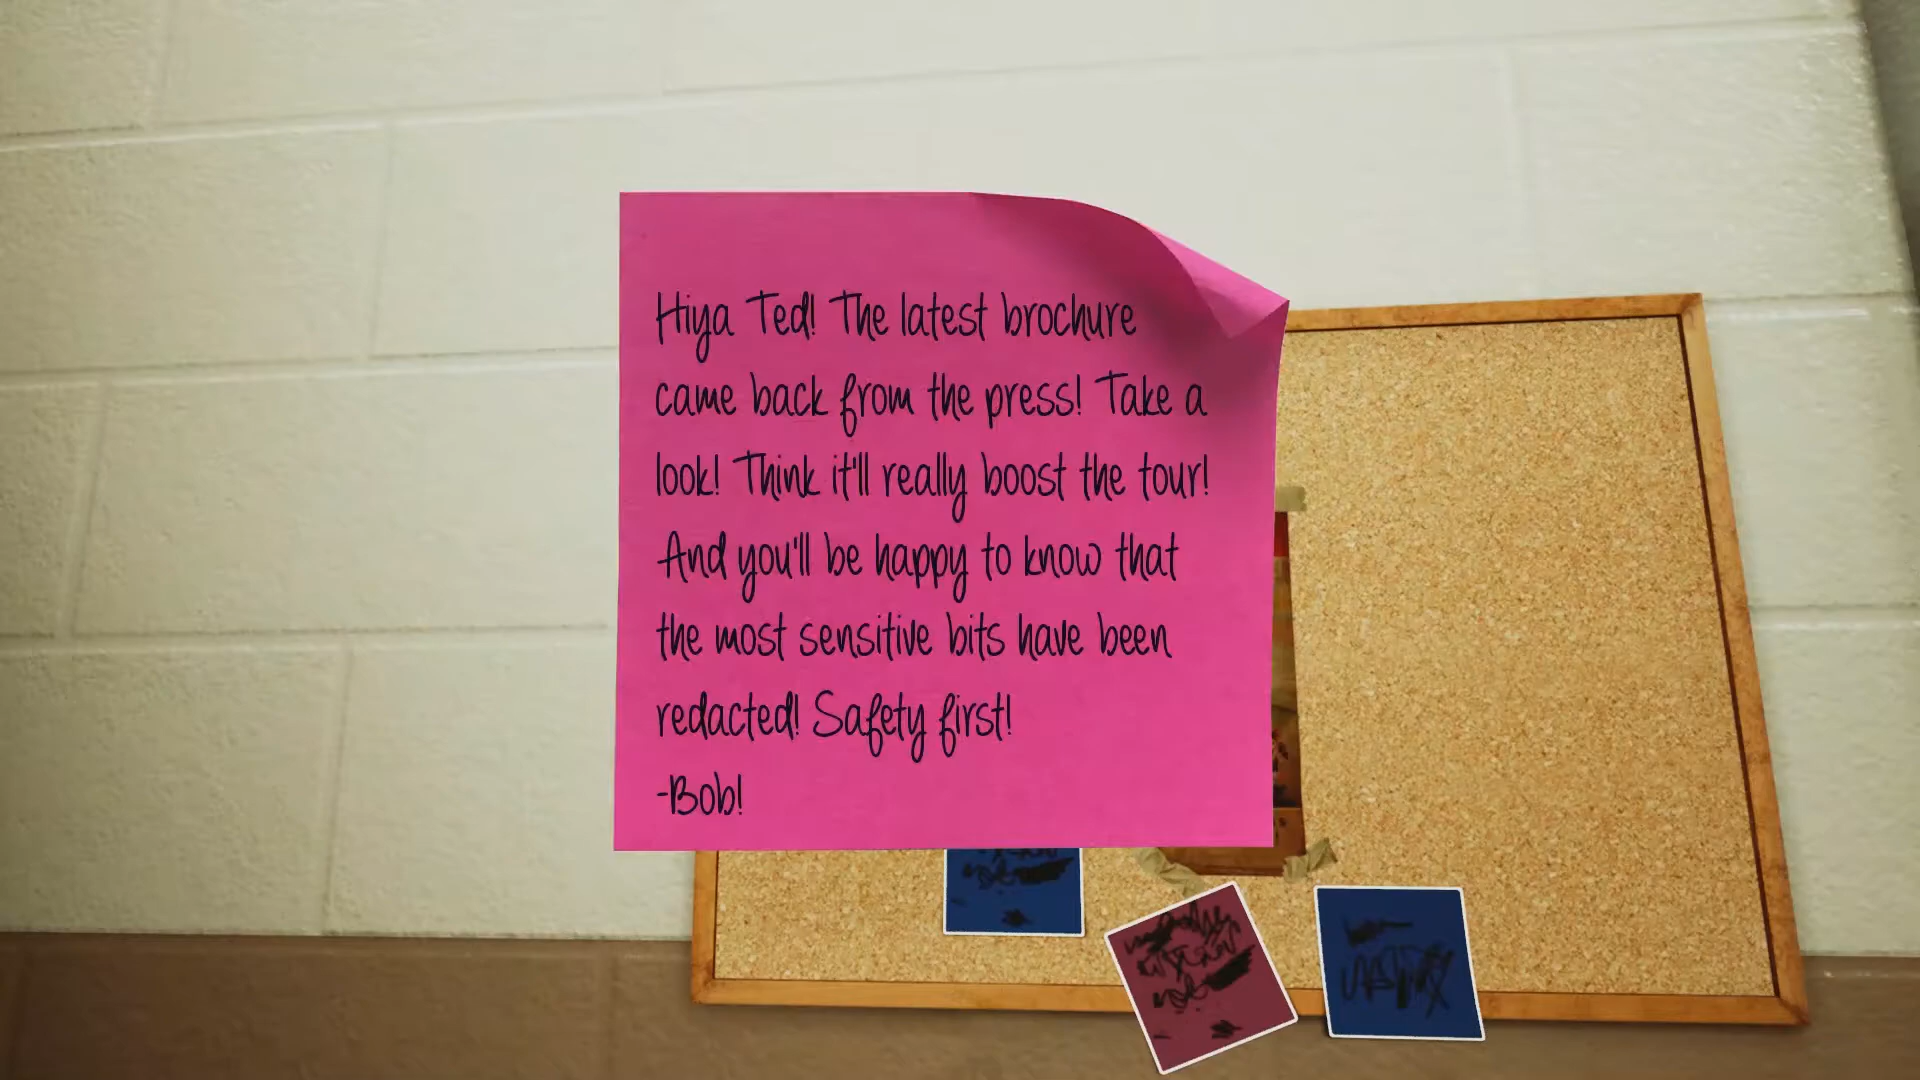 Hiya Ted! The latest brochure
came back from the press! Take a
look! Think it'll really boost the tour!
And you'll be happy to know that
the most sensitive bits have been
redacted! Safety first!
-Bob!